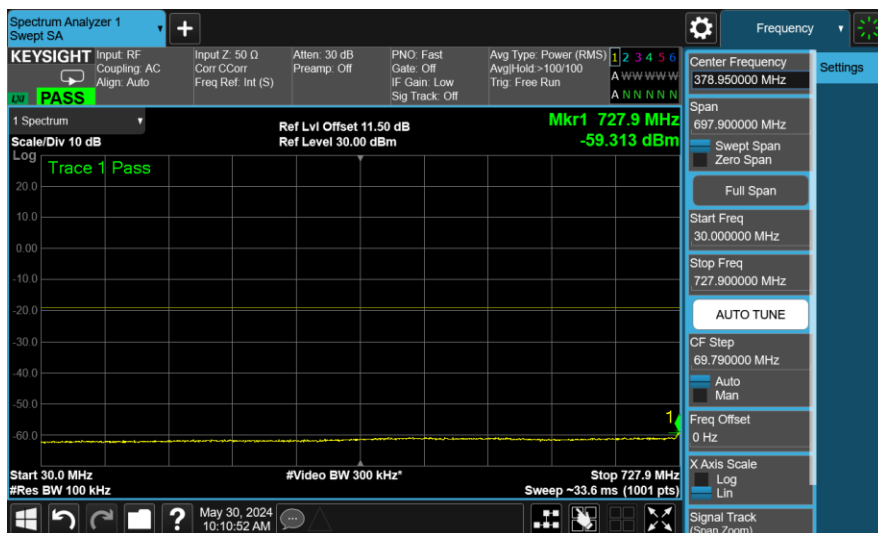 Spectrum Analyzer 1
Swept SA
Frequency
KEYSIGHT
Input: RF
Coupling: AC
Align: Auto
Input Z: 50 Ω
Corr CCorr
Freq Ref: Int (S)
Atten: 30 dB
Preamp: Off
PNO: Fast
Gate: Off
IF Gain: Low
Sig Track: Off
Avg Type: Power (RMS)
Avg|Hold:>100/100
Trig: Free Run
1 2 3 4 5 6
A W W W W W
A N N N N N
LXI PASS
1 Spectrum
Scale/Div 10 dB
Ref Lvl Offset 11.50 dB
Ref Level 30.00 dBm
Mkr1 727.9 MHz
-59.313 dBm
Log
Trace 1 Pass
20.0
10.0
0.00
-10.0
-20.0
-30.0
-40.0
-50.0
-60.0
1
Start 30.0 MHz
#Res BW 100 kHz
#Video BW 300 kHz*
Stop 727.9 MHz
Sweep ~33.6 ms (1001 pts)
May 30, 2024
10:10:52 AM
Center Frequency
378.950000 MHz
Span
697.900000 MHz
Swept Span
Zero Span
Full Span
Start Freq
30.000000 MHz
Stop Freq
727.900000 MHz
AUTO TUNE
CF Step
69.790000 MHz
Auto
Man
Freq Offset
0 Hz
X Axis Scale
Log
Lin
Signal Track
(Span Zoom)
Settings